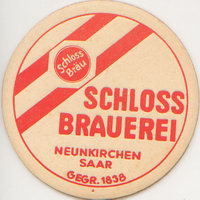 Schloss
Bräu
SCHLOSS
BRAUEREI
NEUNKIRCHEN
SAAR
GEGR. 1838